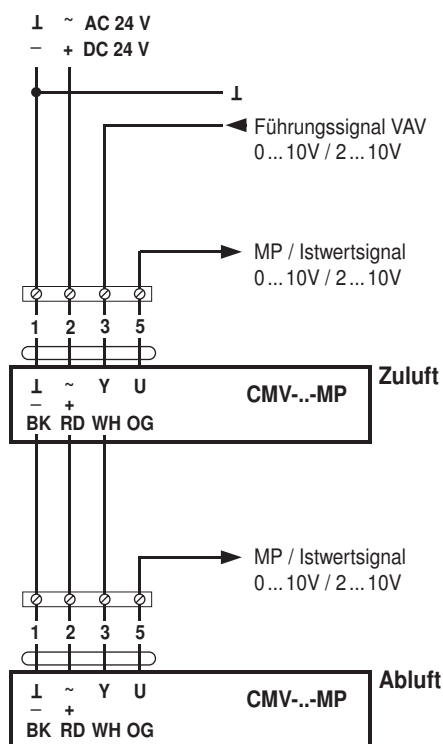 ⊥ ~ AC 24 V
– + DC 24 V
⊥
Führungssignal VAV
0...10V / 2...10V
MP / Istwertsignal
0...10V / 2...10V
1 2 3 5
Zuluft
⊥ ~ Y U
– +
CMV-..-MP
BK RD WH OG
MP / Istwertsignal
0...10V / 2...10V
1 2 3 5
Abluft
⊥ ~ Y U
– +
CMV-..-MP
BK RD WH OG